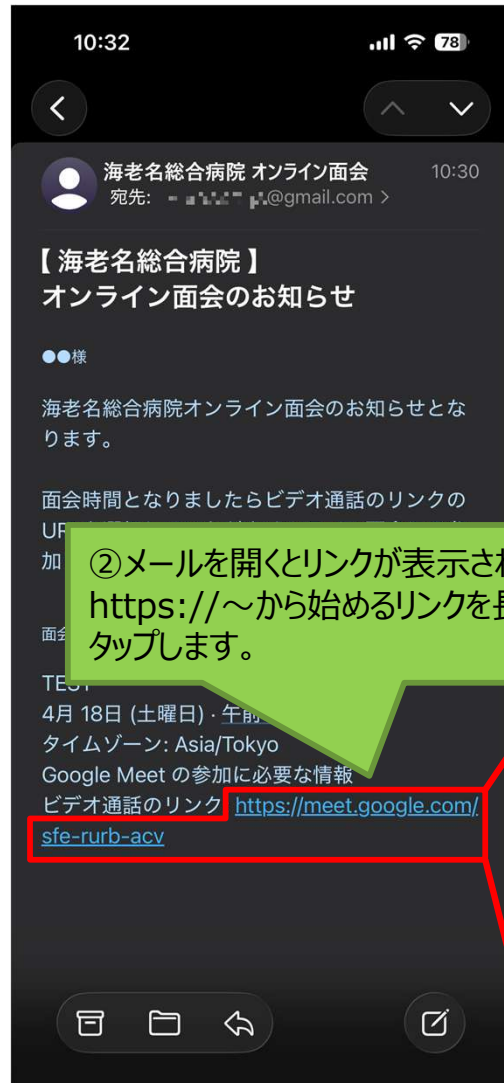 10:32
78
海老名総合病院 オンライン面会
10:30
宛先:
@gmail.com >
【 海老名総合病院 】
オンライン面会のお知らせ
●●様
海老名総合病院オンライン面会のお知らせとな
ります。
面会時間となりましたらビデオ通話のリンクの
加
②メールを開くとリンクが表示され
https://～から始めるリンクを長
タップします。
TEST
4月 18日 (土曜日) · 午前
タイムゾーン: Asia/Tokyo
Google Meet の参加に必要な情報
ビデオ通話のリンク: https://meet.google.com/
sfe-rurb-acv